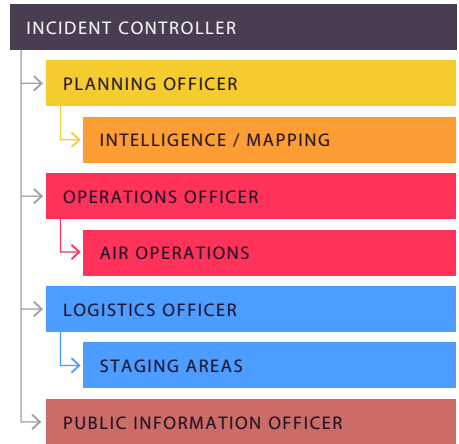 INCIDENT CONTROLLER
PLANNING OFFICER
INTELLIGENCE / MAPPING
OPERATIONS OFFICER
AIR OPERATIONS
LOGISTICS OFFICER
STAGING AREAS
PUBLIC INFORMATION OFFICER